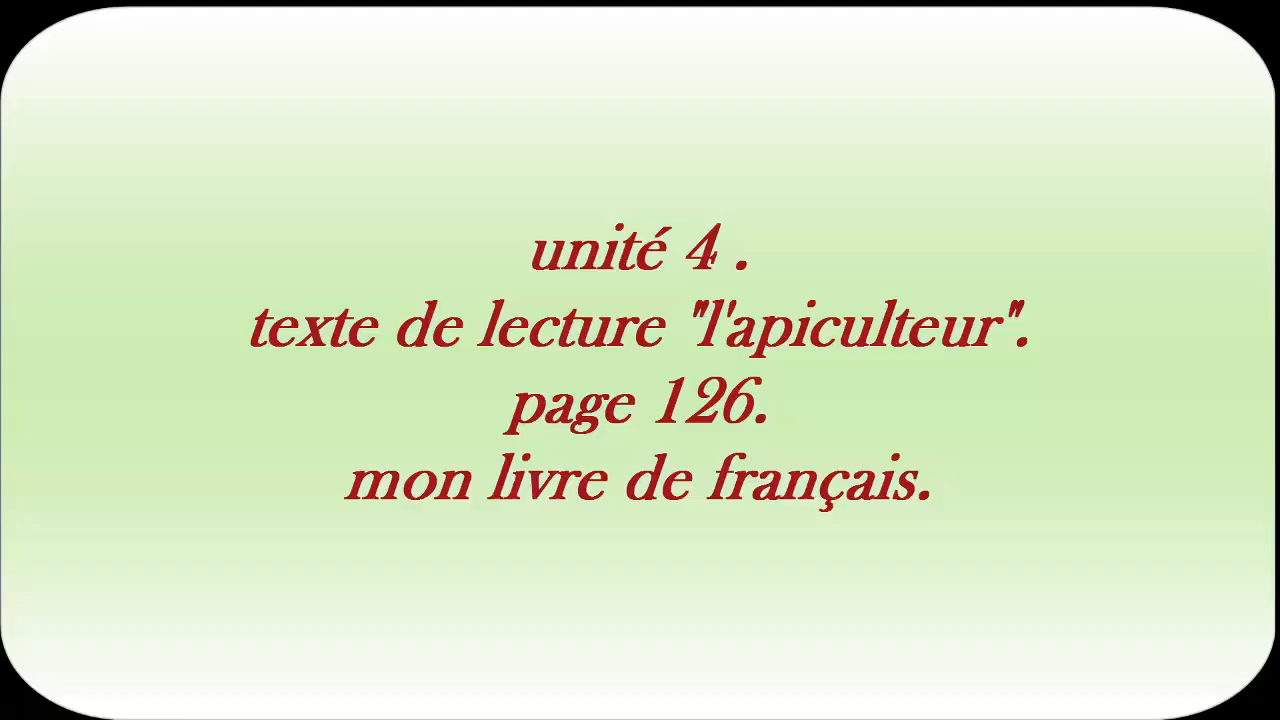 unité 4 .
texte de lecture "l'apiculteur".
page 126.
mon livre de français.